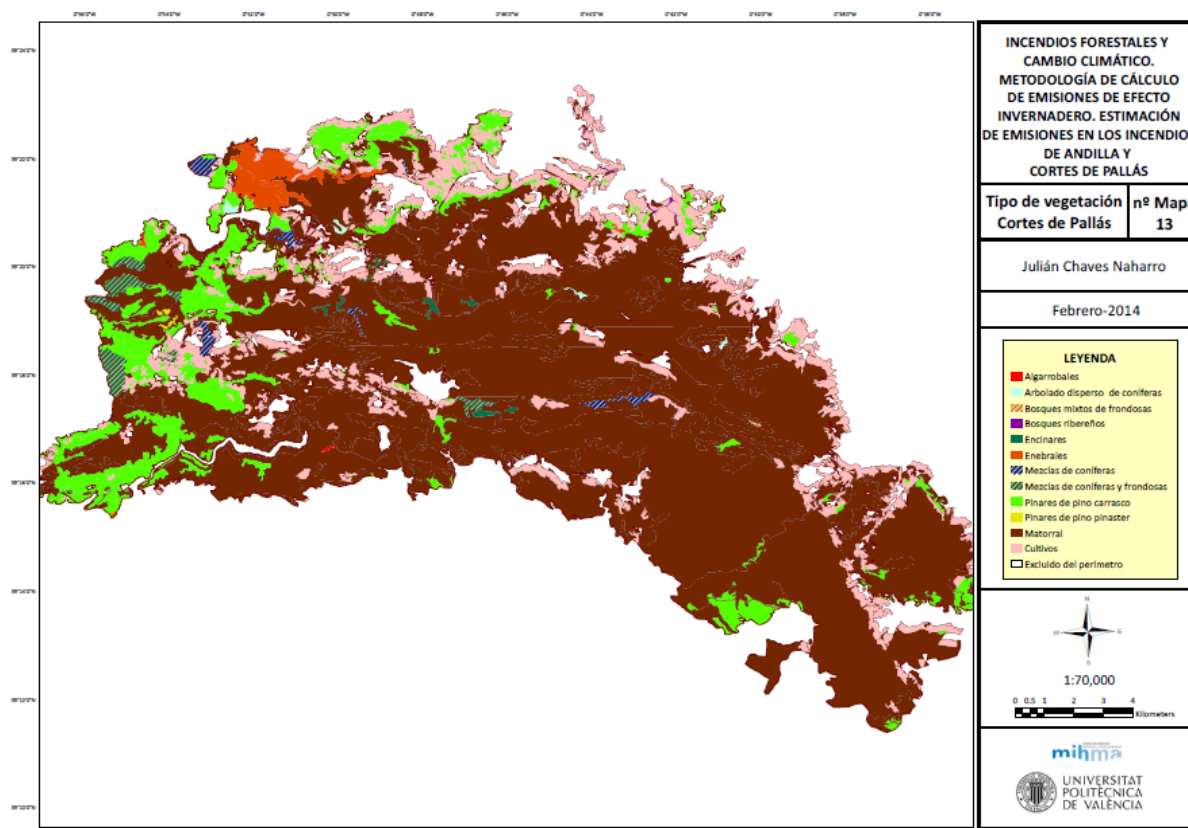 INCENDIOS FORESTALES Y
CAMBIO CLIMÁTICO.
METODOLOGÍA DE CÁLCULO
DE EMISIONES DE EFECTO
INVERNADERO. ESTIMACIÓN
DE EMISIONES EN LOS INCENDIO
DE ANDILLA Y
CORTES DE PALLÁS
Tipo de vegetación
Cortes de Pallás
nº Mapa
13
Julián Chaves Naharro
Febrero-2014
LEYENDA
Algarrobales
Arbolado disperso de coníferas
Bosques mixtos de frondosas
Bosques ribereños
Encinares
Enebrales
Mezclas de coníferas
Mezclas de coníferas y frondosas
Pinares de pino carrasco
Pinares de pino pinaster
Matorral
Cultivos
Excluido del perímetro
N
W
E
S
1:70,000
0 0.5 1 2 3 4
Kilometers
mihma
UNIVERSITAT
POLITÈCNICA
DE VALÈNCIA